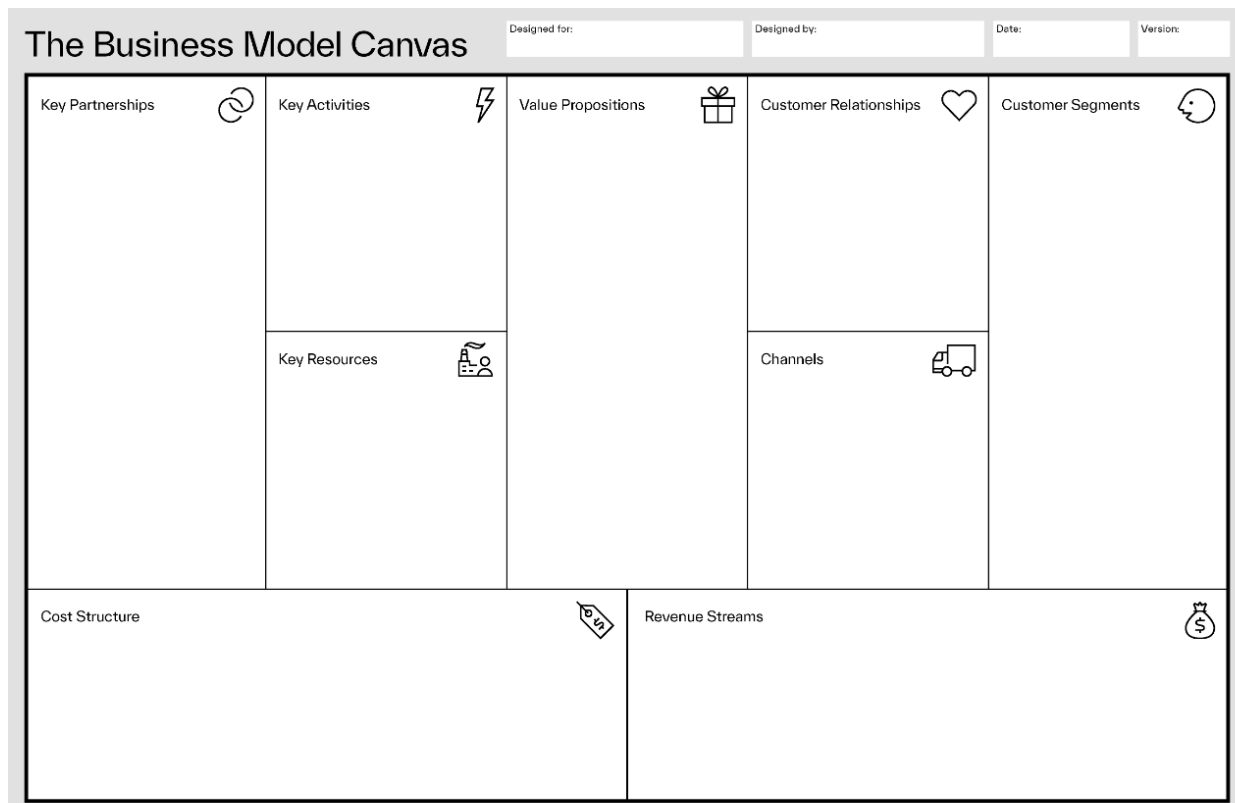 The Business Model Canvas
Designed for:
Designed by:
Date:
Version:
Key Partnerships
Key Activities
Value Propositions
Customer Relationships
Customer Segments
Key Resources
Channels
Cost Structure
$
Revenue Streams
$